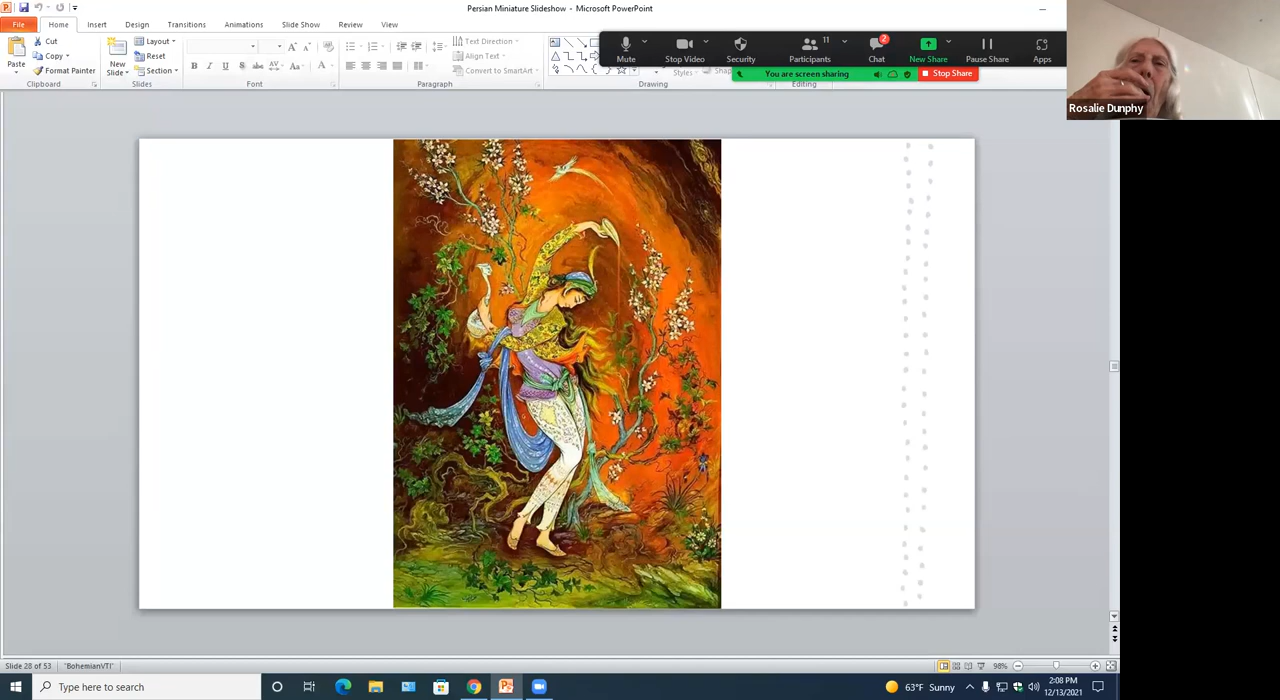 Persian Miniature Slideshow - Microsoft PowerPoint
File Home Insert Design Transitions Animations Slide Show Review View
Paste
Cut
Copy
Format Painter
Clipboard
New Slide
Layout
Reset
Section
Slides
B I U S abc AV Aa A
Font
Paragraph
Text Direction
Align Text
Convert to SmartArt
Styles
Drawing
Editing
Mute
Stop Video
Security
11
Participants
2
Chat
New Share
Pause Share
Apps
You are screen sharing
Stop Share
Rosalie Dunphy
Slide 28 of 53 "BohemianVTI" 98%
Type here to search
63°F Sunny
2:08 PM
12/13/2021